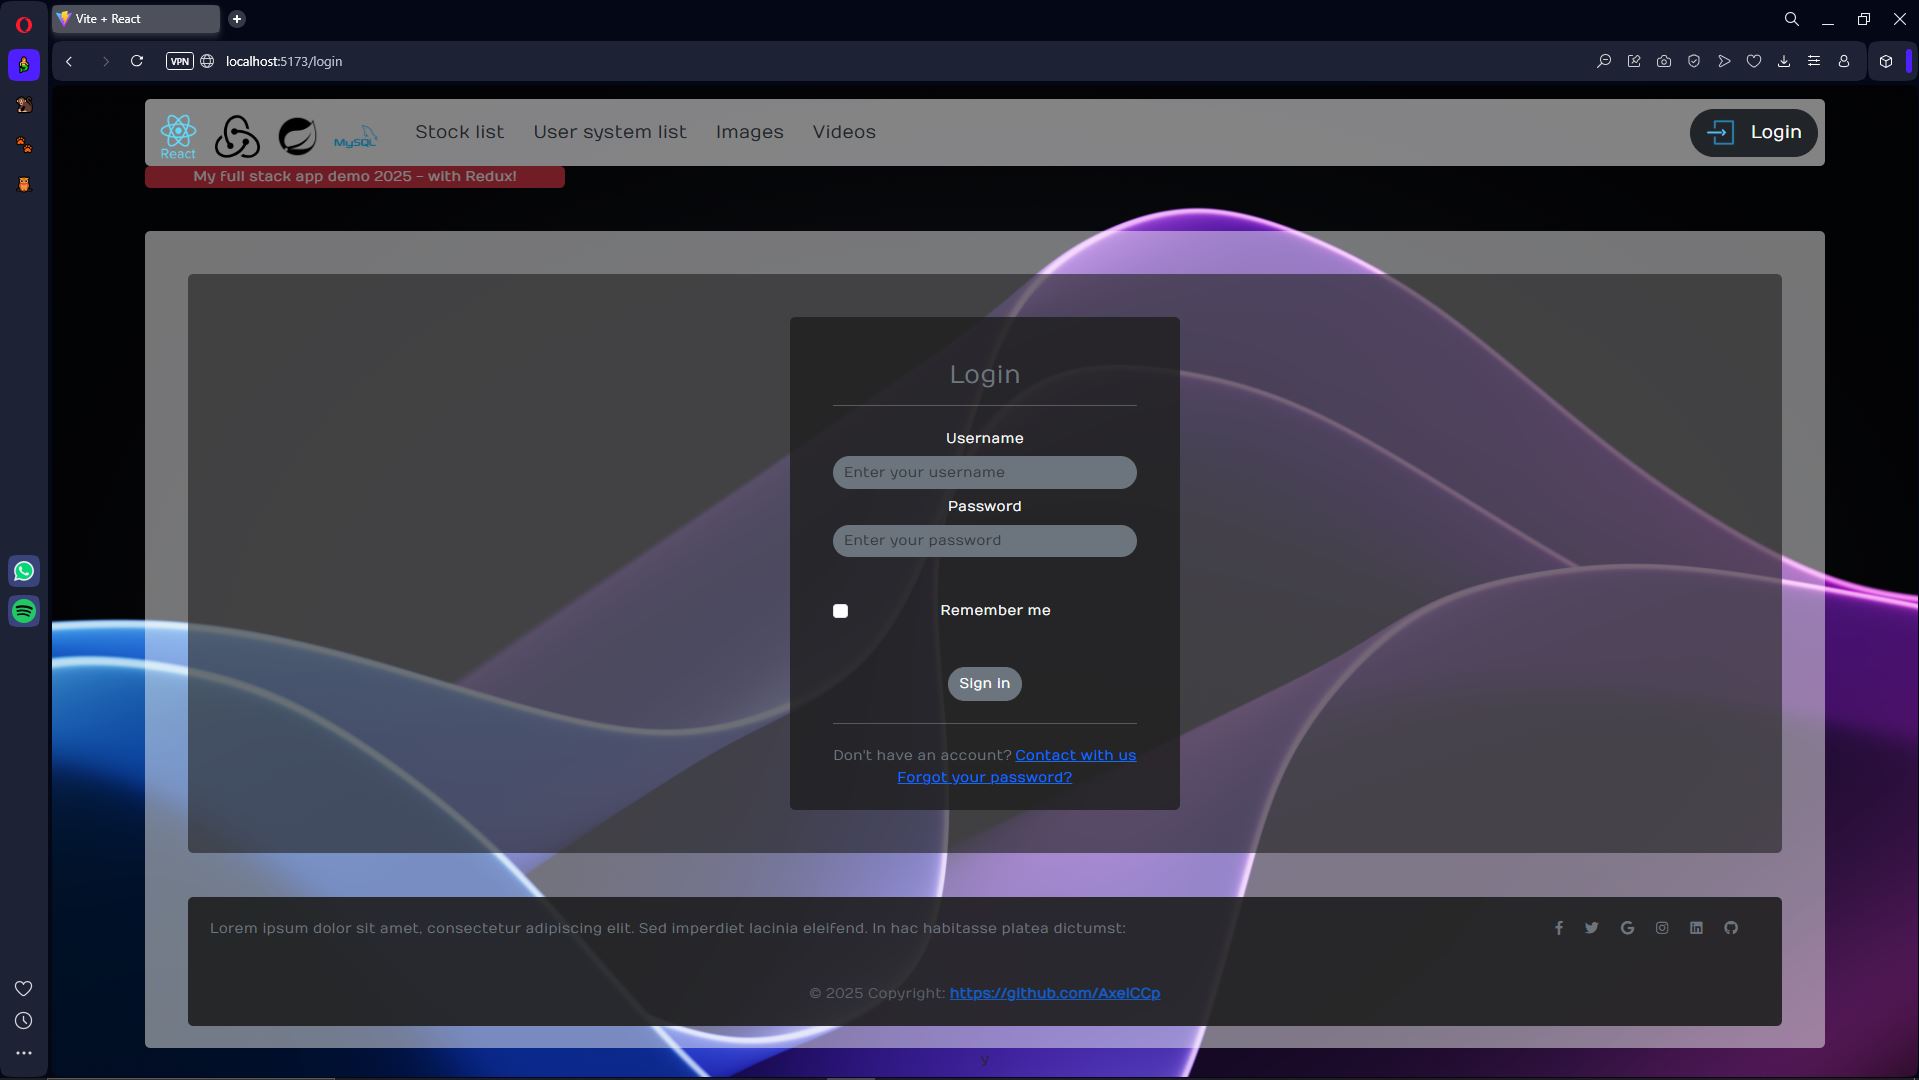 Vite + React
VPN
localhost:5173/login
React
MySQL
Stock list
User system list
Images
Videos
Login
My full stack app demo 2025 - with Redux!
Login
Username
Enter your username
Password
Enter your password
Remember me
Sign in
Don't have an account? Contact with us
Forgot your password?
Lorem ipsum dolor sit amet, consectetur adipiscing elit. Sed imperdiet lacinia eleifend. In hac habitasse platea dictumst:
© 2025 Copyright: https://github.com/AxelCCp
y